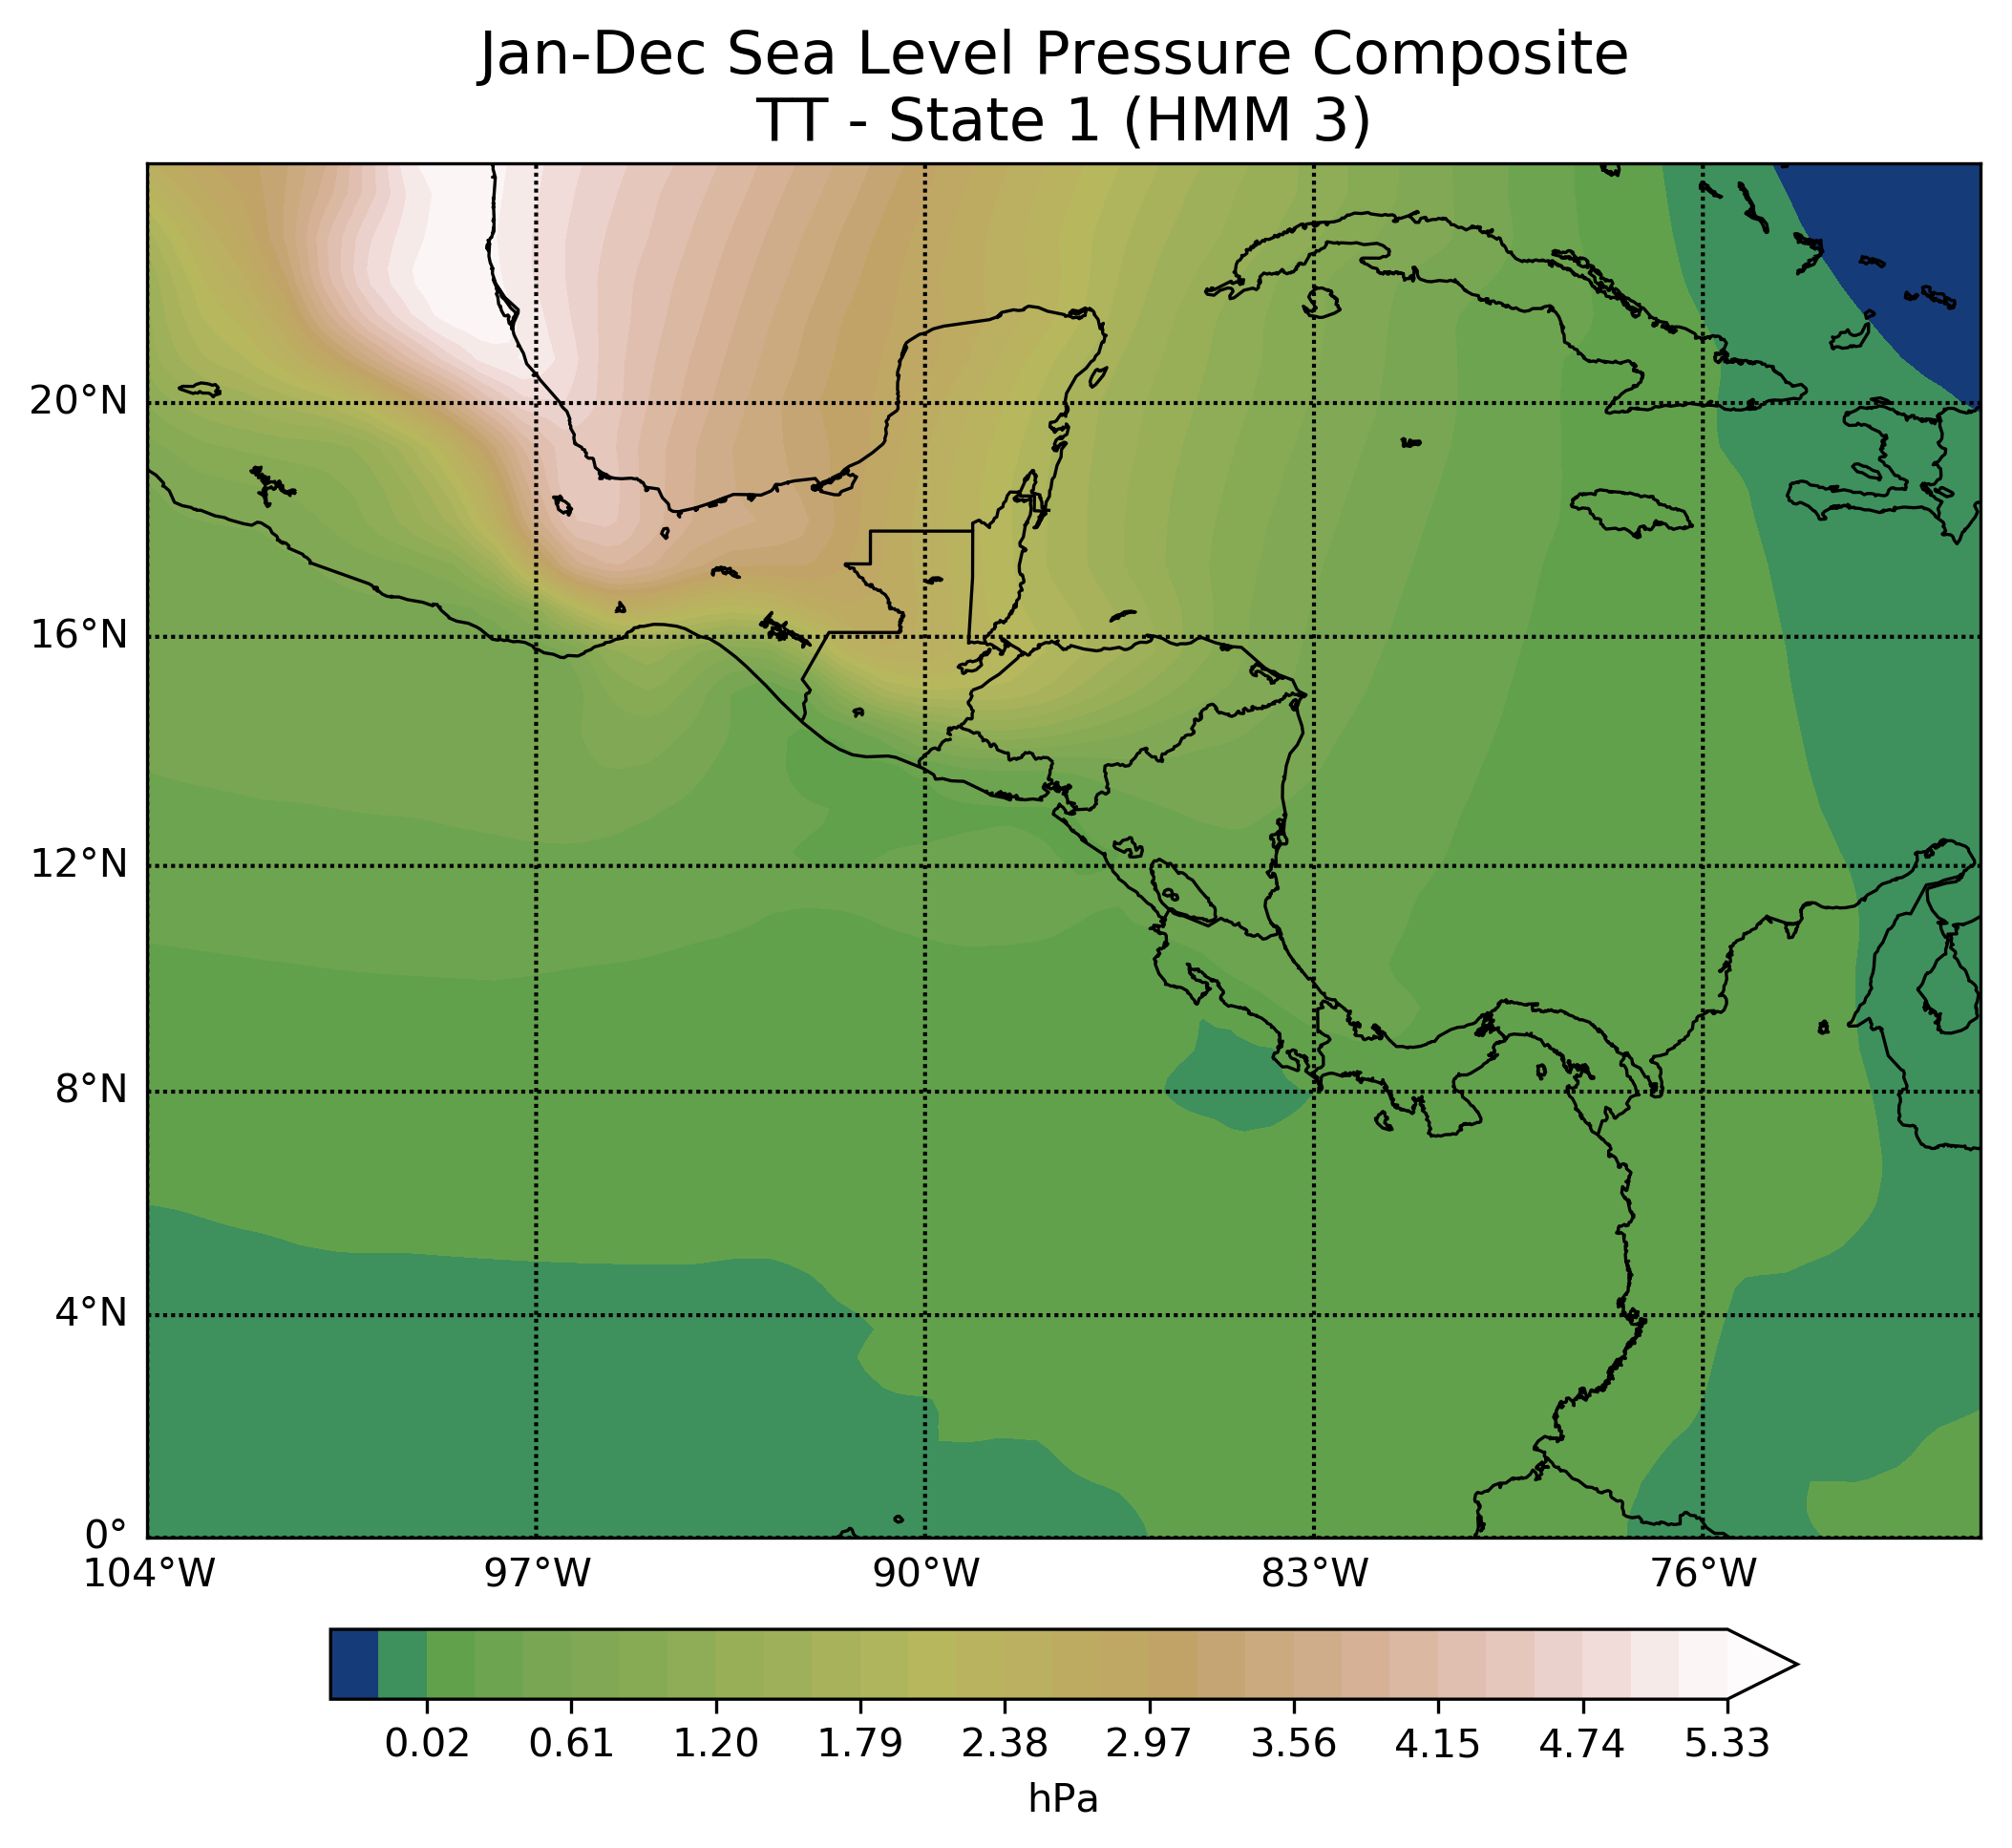 Jan-Dec Sea Level Pressure Composite
TT - State 1 (HMM 3)
20°N
16°N
12°N
8°N
4°N
0°
104°W 97°W 90°W 83°W 76°W
0.02 0.61 1.20 1.79 2.38 2.97 3.56 4.15 4.74 5.33
hPa